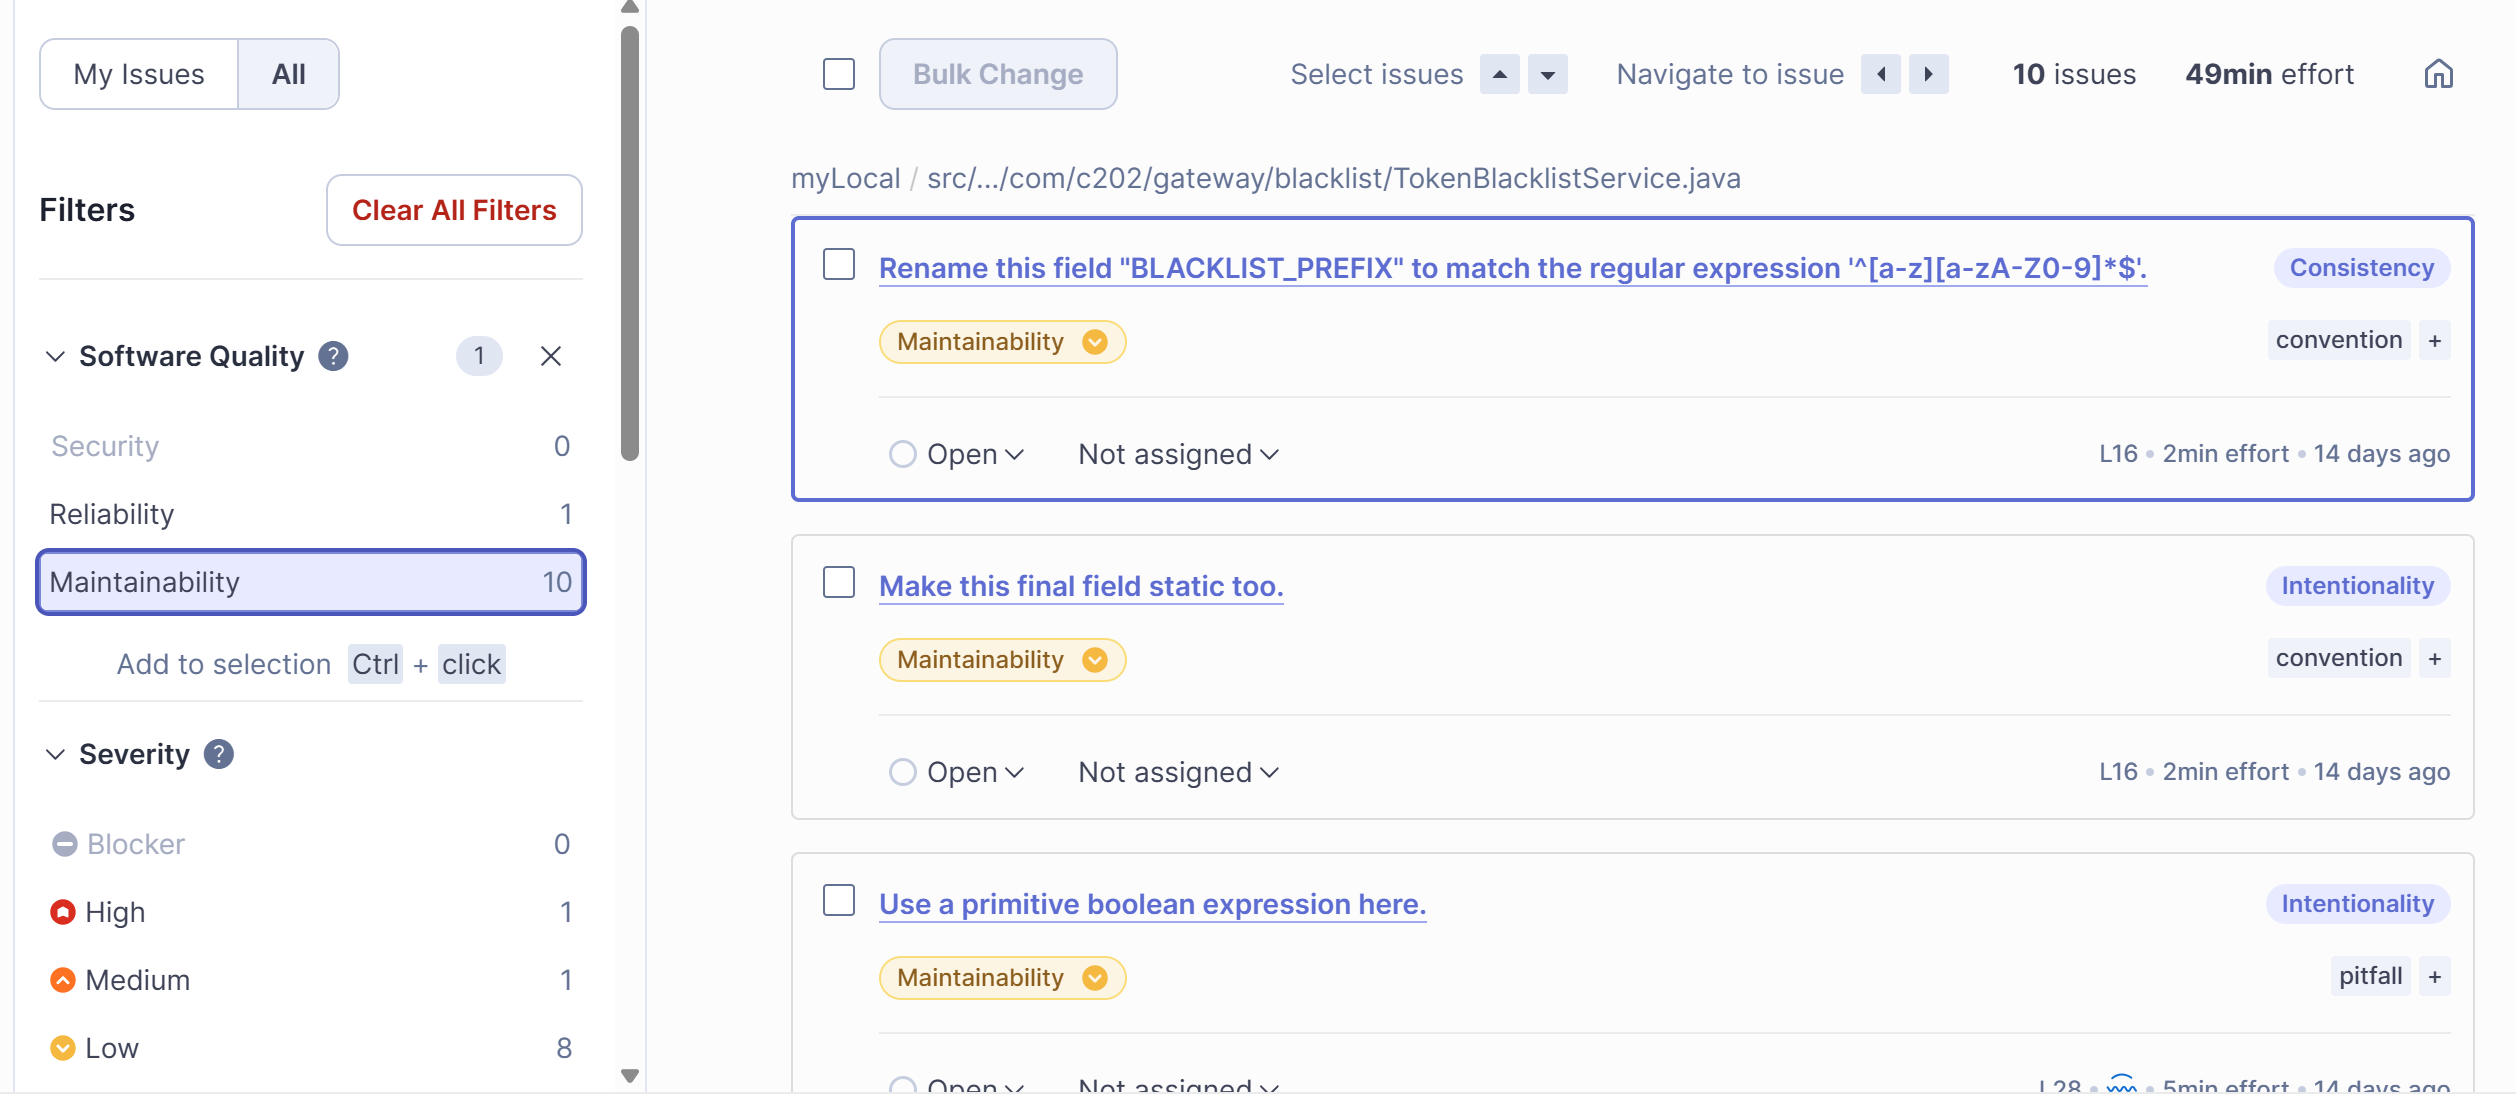 My Issues All
Filters
Clear All Filters
Software Quality ? 1
Security 0
Reliability 1
Maintainability 10
Add to selection Ctrl + click
Severity ?
Blocker 0
High 1
Medium 1
Low 8
Bulk Change
Select issues
Navigate to issue
10 issues
49min effort
myLocal / src/.../com/c202/gateway/blacklist/TokenBlacklistService.java
Rename this field "BLACKLIST_PREFIX" to match the regular expression '^[a-z][a-zA-Z0-9]*$'.
Consistency
Maintainability
convention +
Open Not assigned
L16 • 2min effort • 14 days ago
Make this final field static too.
Intentionality
Maintainability
convention +
Open Not assigned
L16 • 2min effort • 14 days ago
Use a primitive boolean expression here.
Intentionality
Maintainability
pitfall +
Open Not assigned
L28 • 5min effort • 14 days ago